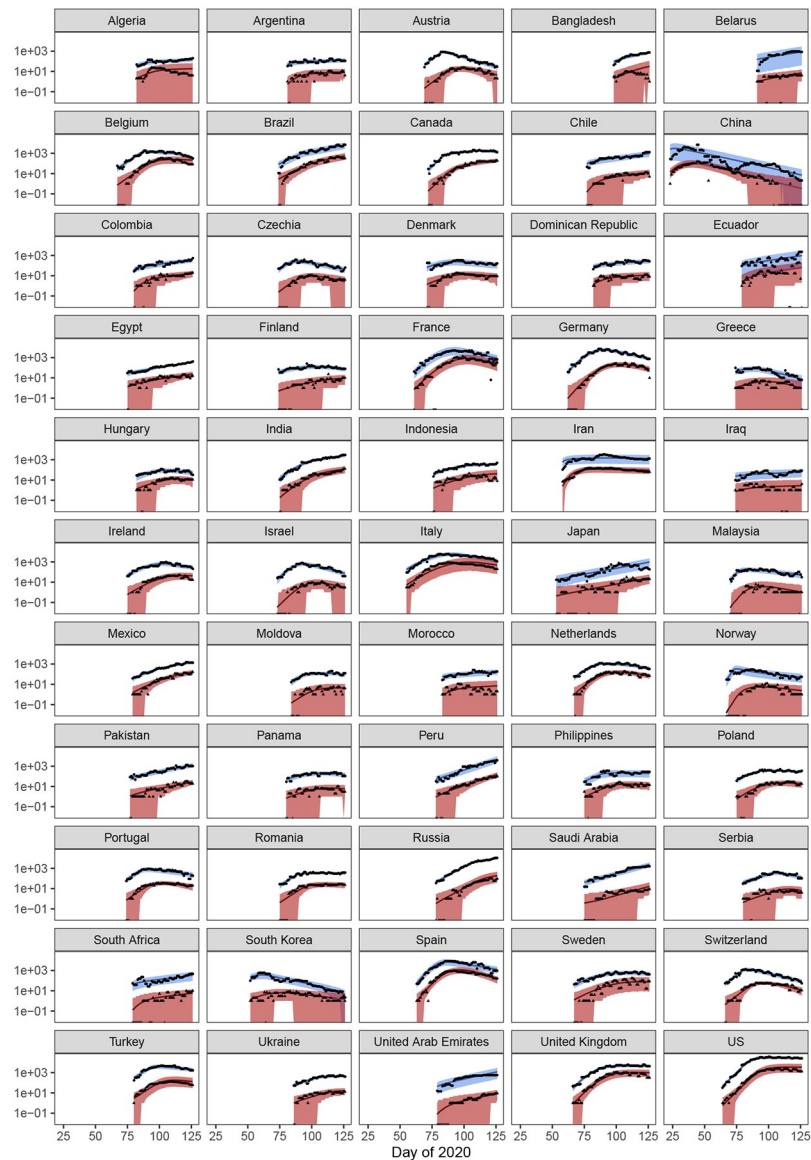 Algeria Argentina Austria Bangladesh Belarus
1e+03
1e+01
1e−01
Belgium Brazil Canada Chile China
1e+03
1e+01
1e−01
Colombia Czechia Denmark Dominican Republic Ecuador
1e+03
1e+01
1e−01
Egypt Finland France Germany Greece
1e+03
1e+01
1e−01
Hungary India Indonesia Iran Iraq
1e+03
1e+01
1e−01
Ireland Israel Italy Japan Malaysia
1e+03
1e+01
1e−01
Mexico Moldova Morocco Netherlands Norway
1e+03
1e+01
1e−01
Pakistan Panama Peru Philippines Poland
1e+03
1e+01
1e−01
Portugal Romania Russia Saudi Arabia Serbia
1e+03
1e+01
1e−01
South Africa South Korea Spain Sweden Switzerland
1e+03
1e+01
1e−01
Turkey Ukraine United Arab Emirates United Kingdom US
1e+03
1e+01
1e−01
25 50 75 100 125 25 50 75 100 125 25 50 75 100 125 25 50 75 100 125 25 50 75 100 125
Day of 2020